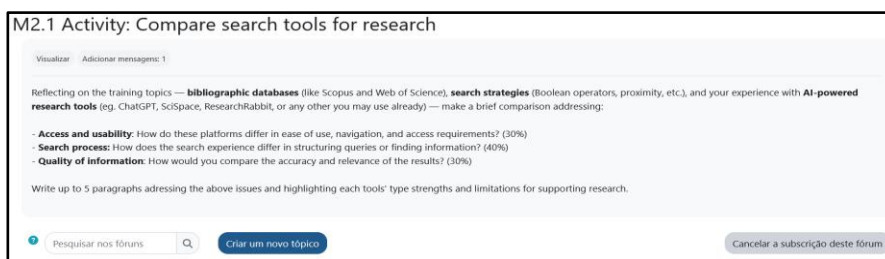 M2.1 Activity: Compare search tools for research
Visualizar Adicionar mensagens: 1
Reflecting on the training topics — bibliographic databases (like Scopus and Web of Science), search strategies (Boolean operators, proximity, etc.), and your experience with AI-powered
research tools (eg. ChatGPT, SciSpace, ResearchRabbit, or any other you may use already) — make a brief comparison addressing:
- Access and usability: How do these platforms differ in ease of use, navigation, and access requirements? (30%)
- Search process: How does the search experience differ in structuring queries or finding information? (40%)
- Quality of information: How would you compare the accuracy and relevance of the results? (30%)
Write up to 5 paragraphs adressing the above issues and highlighting each tools' type strengths and limitations for supporting research.
? Pesquisar nos fóruns Criar um novo tópico Cancelar a subscrição deste fórum